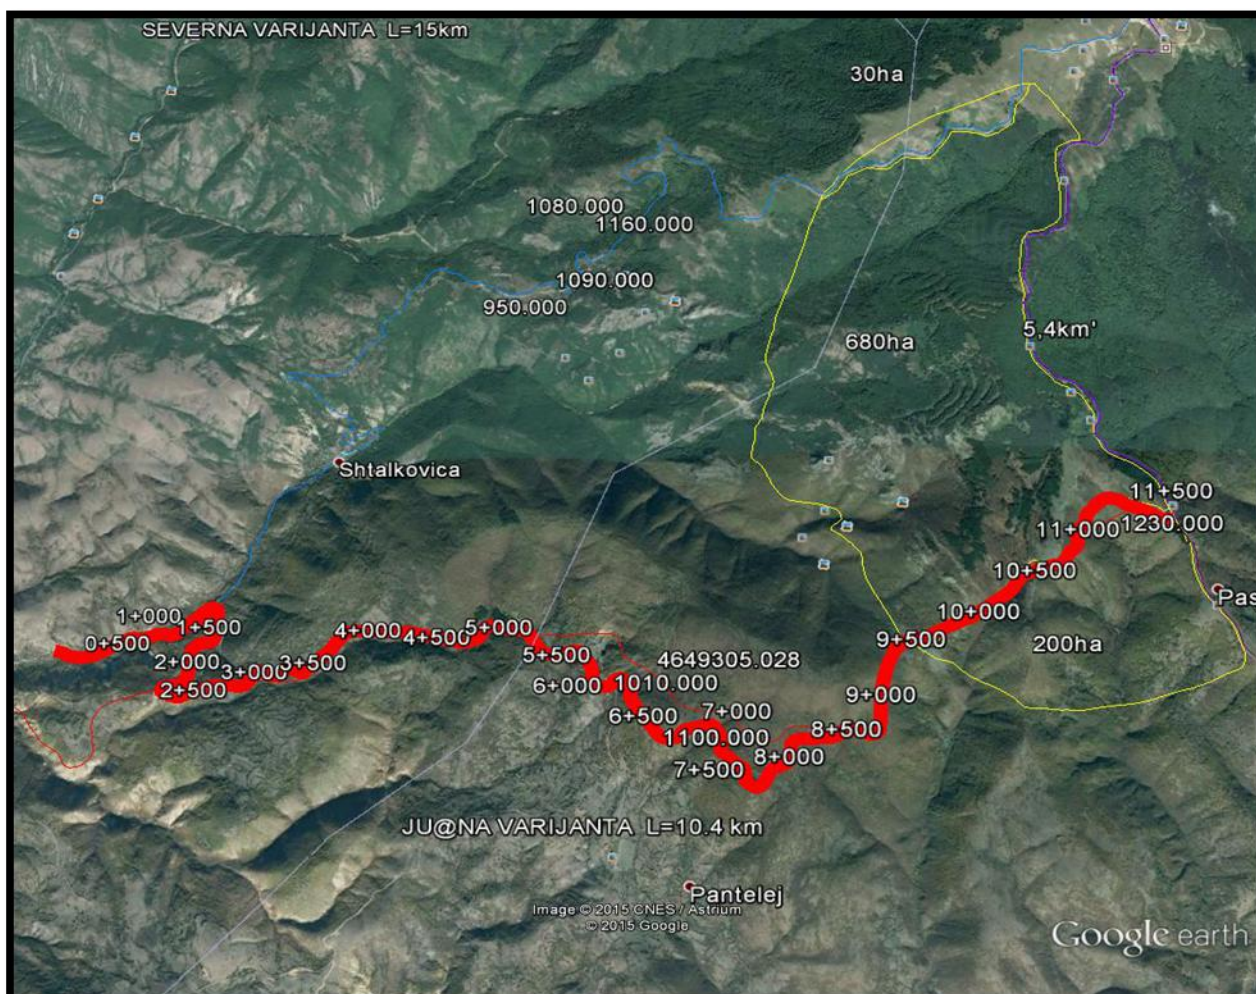 SEVERNA VARIJANTA L=15km
30ha
1080.000
1160.000
1090.000
950.000
680ha
5,4km'
Shtalkovica
11+500
1230.000
11+000
10+500
Pas
10+000
1+000
1+500
0+500
4+000
5+000
4+500
9+500
200ha
2+000
3+500
3+000
5+500
4649305.028
2+500
6+000
1010.000
9+000
6+500
7+000
8+500
1100.000
8+000
7+500
JU@NA VARIJANTA L=10.4 km
Pantelej
Image © 2015 CNES / Astrium
© 2015 Google
Google earth